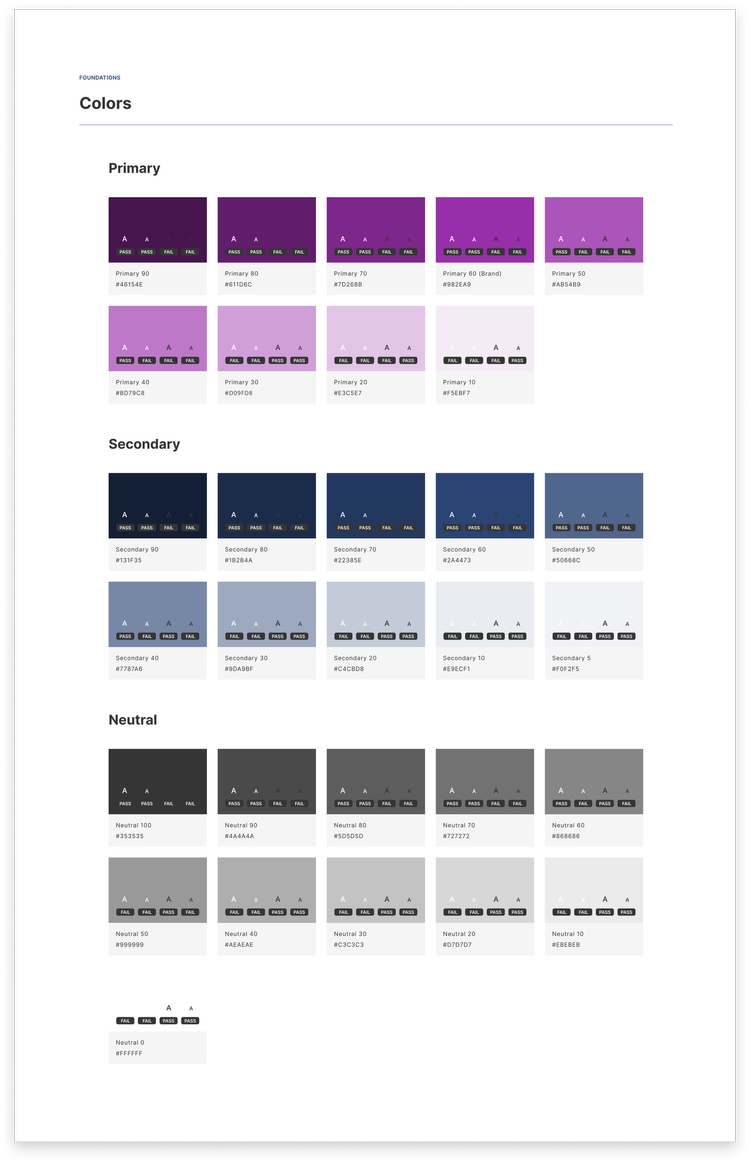 FOUNDATIONS
Colors
Primary
A A A A
PASS PASS FAIL FAIL
Primary 90
#46154E
A A A A
PASS PASS FAIL FAIL
Primary 80
#611D6C
A A A A
PASS PASS FAIL FAIL
Primary 70
#7D268B
A A A A
PASS PASS FAIL FAIL
Primary 60 (Brand)
#982EA9
A A A A
PASS PASS FAIL FAIL
Primary 50
#AB54B9
A A A A
PASS FAIL FAIL FAIL
Primary 40
#BD79C8
A A A A
FAIL FAIL PASS PASS
Primary 30
#D09FD8
A A A A
FAIL FAIL FAIL PASS
Primary 20
#E3C5E7
A A A A
FAIL FAIL FAIL PASS
Primary 10
#F5EBF7
Secondary
A A A A
PASS PASS FAIL FAIL
Secondary 90
#131F35
A A A A
PASS PASS FAIL FAIL
Secondary 80
#1B2B4A
A A
PASS PASS FAIL FAIL
Secondary 70
#22385E
A A A A
PASS PASS FAIL FAIL
Secondary 60
#2A4473
A A A A
PASS PASS FAIL FAIL
Secondary 50
#50668C
A A A A
PASS FAIL PASS FAIL
Secondary 40
#7787A6
A A A A
FAIL FAIL PASS PASS
Secondary 30
#9DA9BF
A A A A
FAIL FAIL PASS PASS
Secondary 20
#C4CBD8
A A A A
FAIL FAIL PASS PASS
Secondary 10
#E9ECF1
A A A A
FAIL FAIL PASS PASS
Secondary 5
#F0F2F5
Neutral
A A
PASS PASS FAIL FAIL
Neutral 100
#353535
A A A A
PASS PASS FAIL FAIL
Neutral 90
#4A4A4A
A A A A
PASS PASS FAIL FAIL
Neutral 80
#5D5D5D
A A A A
PASS PASS FAIL FAIL
Neutral 70
#727272
A A A A
PASS FAIL PASS FAIL
Neutral 60
#868686
A A A A
FAIL FAIL PASS FAIL
Neutral 50
#999999
A A A A
FAIL FAIL PASS PASS
Neutral 40
#AEAEAE
A A A A
FAIL FAIL PASS PASS
Neutral 30
#C3C3C3
A A A A
FAIL FAIL PASS PASS
Neutral 20
#D7D7D7
A A A A
FAIL FAIL PASS PASS
Neutral 10
#EBEBEB
A A
FAIL FAIL PASS PASS
Neutral 0
#FFFFFF